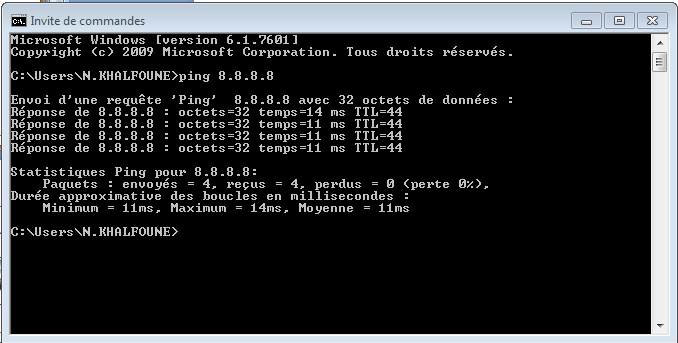 Invite de commandes
Microsoft Windows [version 6.1.7601]
Copyright (c) 2009 Microsoft Corporation. Tous droits réservés.
C:\Users\N.KHALFOUNE>ping 8.8.8.8
Envoi d'une requête 'Ping'  8.8.8.8 avec 32 octets de données :
Réponse de 8.8.8.8 : octets=32 temps=14 ms TTL=44
Réponse de 8.8.8.8 : octets=32 temps=11 ms TTL=44
Réponse de 8.8.8.8 : octets=32 temps=11 ms TTL=44
Réponse de 8.8.8.8 : octets=32 temps=11 ms TTL=44
Statistiques Ping pour 8.8.8.8:
    Paquets : envoyés = 4, reçus = 4, perdus = 0 (perte 0%),
Durée approximative des boucles en millisecondes :
    Minimum = 11ms, Maximum = 14ms, Moyenne = 11ms
C:\Users\N.KHALFOUNE>